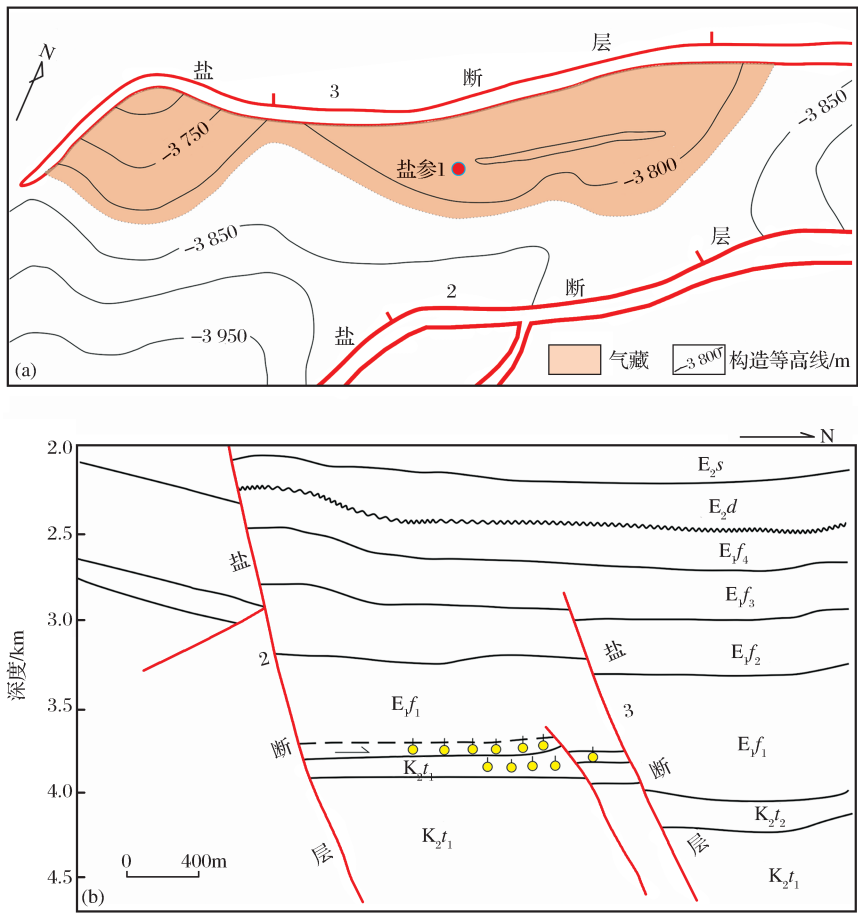 N
盐 3 断 层
−3 750
盐参1
−3 800
−3 850
−3 850
−3 950
盐 2 断 层
气藏
−3 800
构造等高线/m
(a)
N
深度/km
2.0
2.5
3.0
3.5
4.0
4.5
E₂s
E₂d
E₁f₄
E₁f₃
E₁f₂
E₁f₁
E₁f₁
K₂t₁
K₂t₂
K₂t₁
K₂t₁
盐 2 断 层
盐 3 断 层
0 400m
(b)